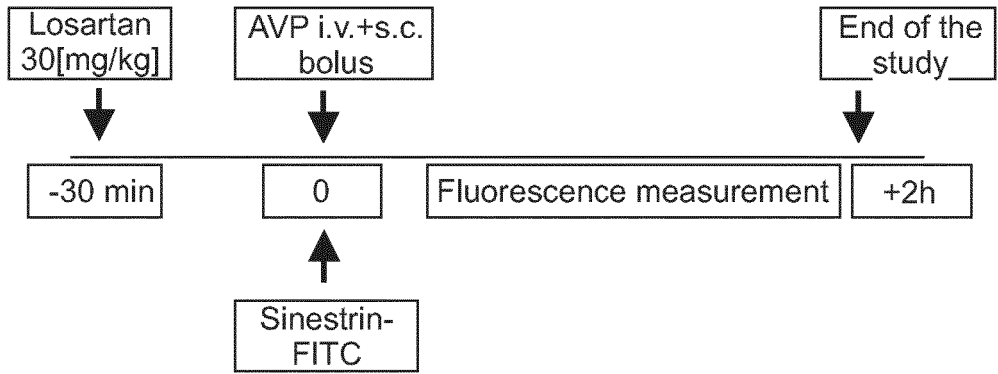 Losartan
30[mg/kg]
AVP i.v.+s.c.
bolus
End of the
study
-30 min
0
Fluorescence measurement
+2h
Sinestrin-
FITC